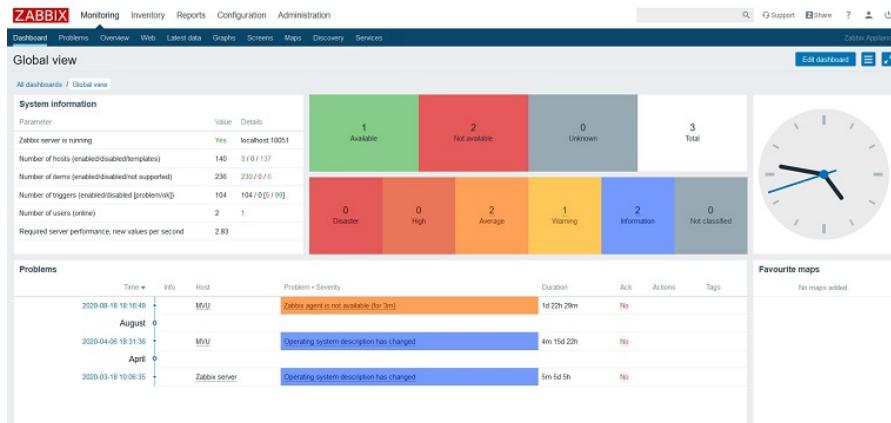 ZABBIX Monitoring Inventory Reports Configuration Administration Support Share ?
Dashboard Problems Overview Web Latest data Graphs Screens Maps Discovery Services Zabbix Appliance
Global view Edit dashboard
All dashboards / Global view
System information
Parameter Value Details
Zabbix server is running Yes localhost:10051
Number of hosts (enabled/disabled/templates) 140 3 / 0 / 137
Number of items (enabled/disabled/not supported) 236 230 / 0 / 6
Number of triggers (enabled/disabled [problem/ok]) 104 104 / 0 [5 / 99]
Number of users (online) 2 1
Required server performance, new values per second 2.83
1 2 0 3
Available Not available Unknown Total
0 0 2 1 2 0
Disaster High Average Warning Information Not classified
Problems
Time Info Host Problem • Severity Duration Ack Actions Tags
2020-08-18 18:16:49 MVU Zabbix agent is not available (for 3m) 1d 22h 29m No
August
2020-04-06 18:31:36 MVU Operating system description has changed 4m 15d 22h No
April
2020-03-18 10:06:35 Zabbix server Operating system description has changed 5m 5d 5h No
Favourite maps
No maps added.